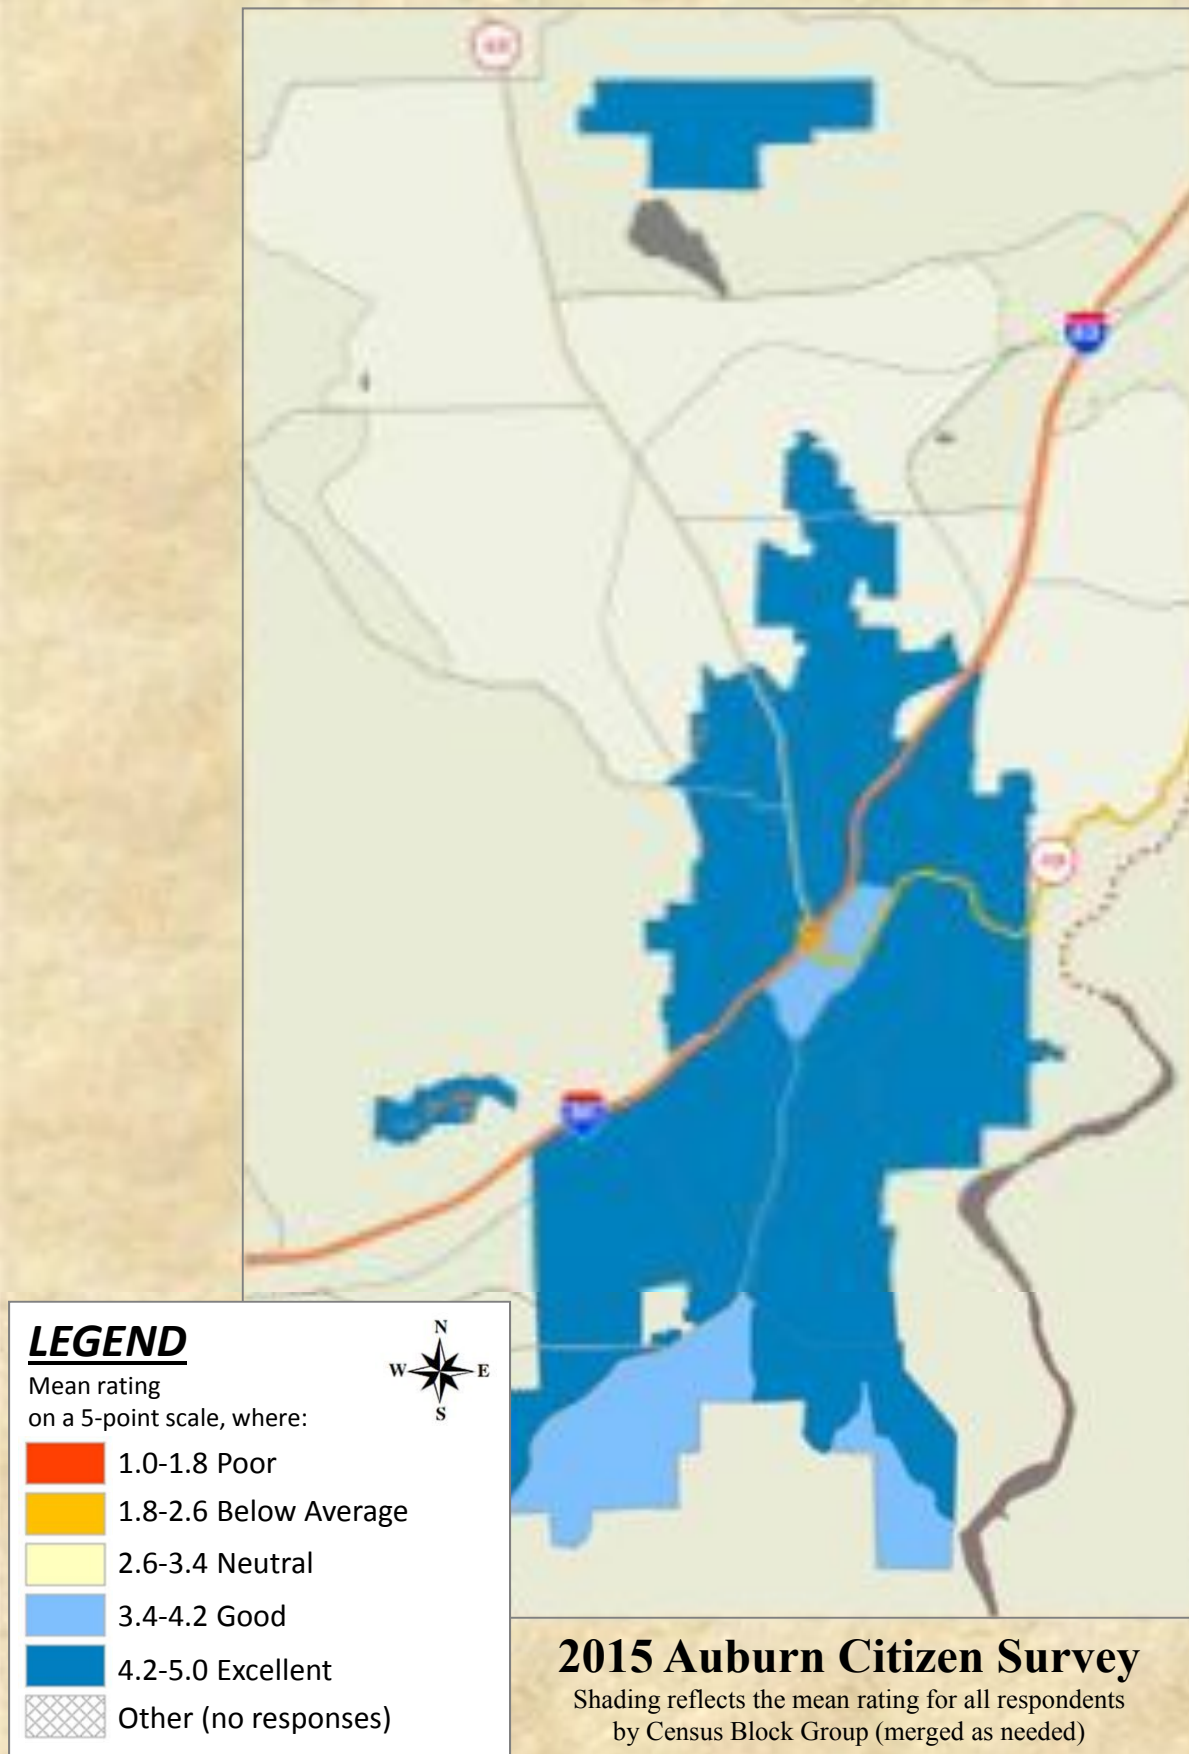 LEGEND
Mean rating
on a 5-point scale, where:
N
W E
S
1.0-1.8 Poor
1.8-2.6 Below Average
2.6-3.4 Neutral
3.4-4.2 Good
4.2-5.0 Excellent
Other (no responses)
2015 Auburn Citizen Survey
Shading reflects the mean rating for all respondents
by Census Block Group (merged as needed)